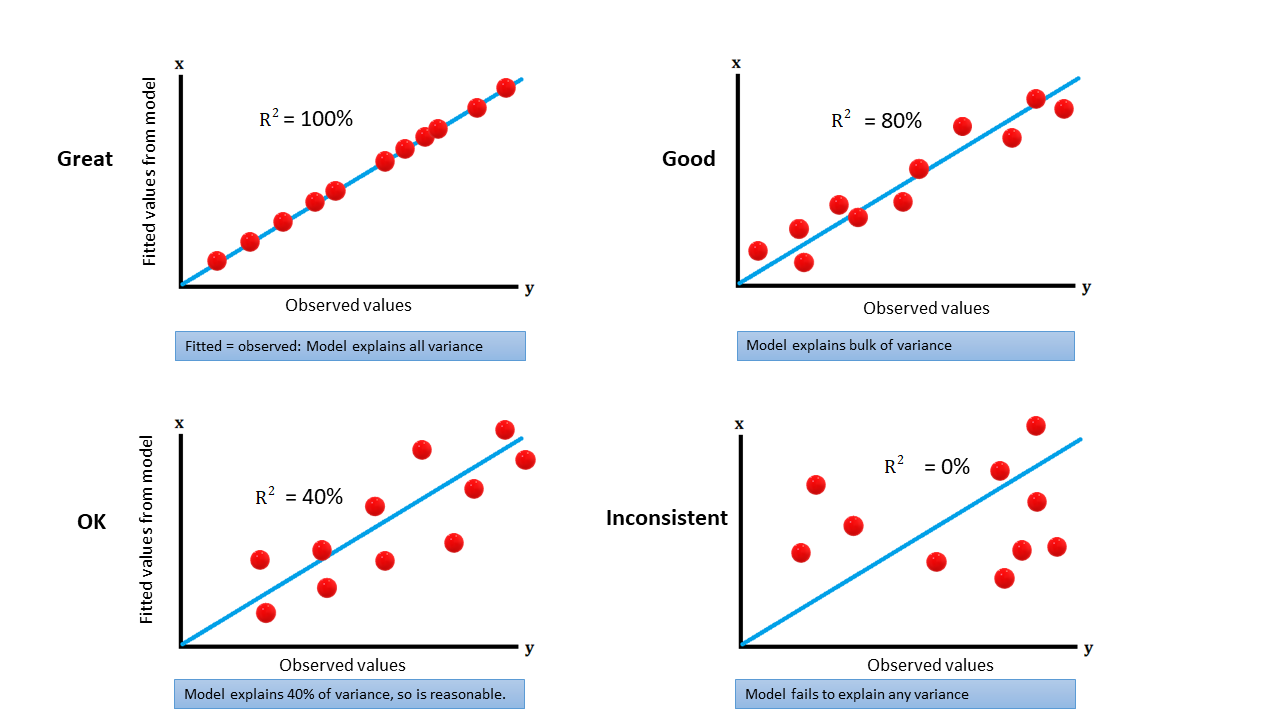 x
Fitted values from model
Great
R² = 100%
y
Observed values
Fitted = observed: Model explains all variance
x
Good
R² = 80%
y
Observed values
Model explains bulk of variance
x
Fitted values from model
OK
R² = 40%
y
Observed values
Model explains 40% of variance, so is reasonable.
x
Inconsistent
R² = 0%
y
Observed values
Model fails to explain any variance